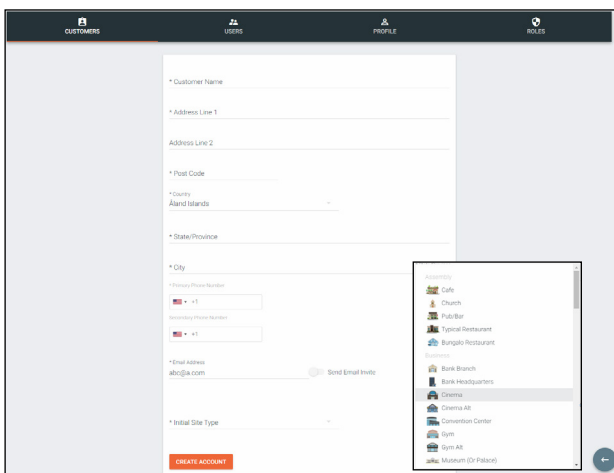 CUSTOMERS
USERS
PROFILE
ROLES
* Customer Name
* Address Line 1
Address Line 2
* Post Code
* Country
Åland Islands
* State/Province
* City
* Primary Phone Number
+1
Secondary Phone Number
+1
* Email Address
abc@a.com
Send Email Invite
* Initial Site Type
CREATE ACCOUNT
Assembly
Cafe
Church
Pub/Bar
Typical Restaurant
Bungalo Restaurant
Business
Bank Branch
Bank Headquarters
Cinema
Cinema Alt
Convention Center
Gym
Gym Alt
Museum (Or Palace)